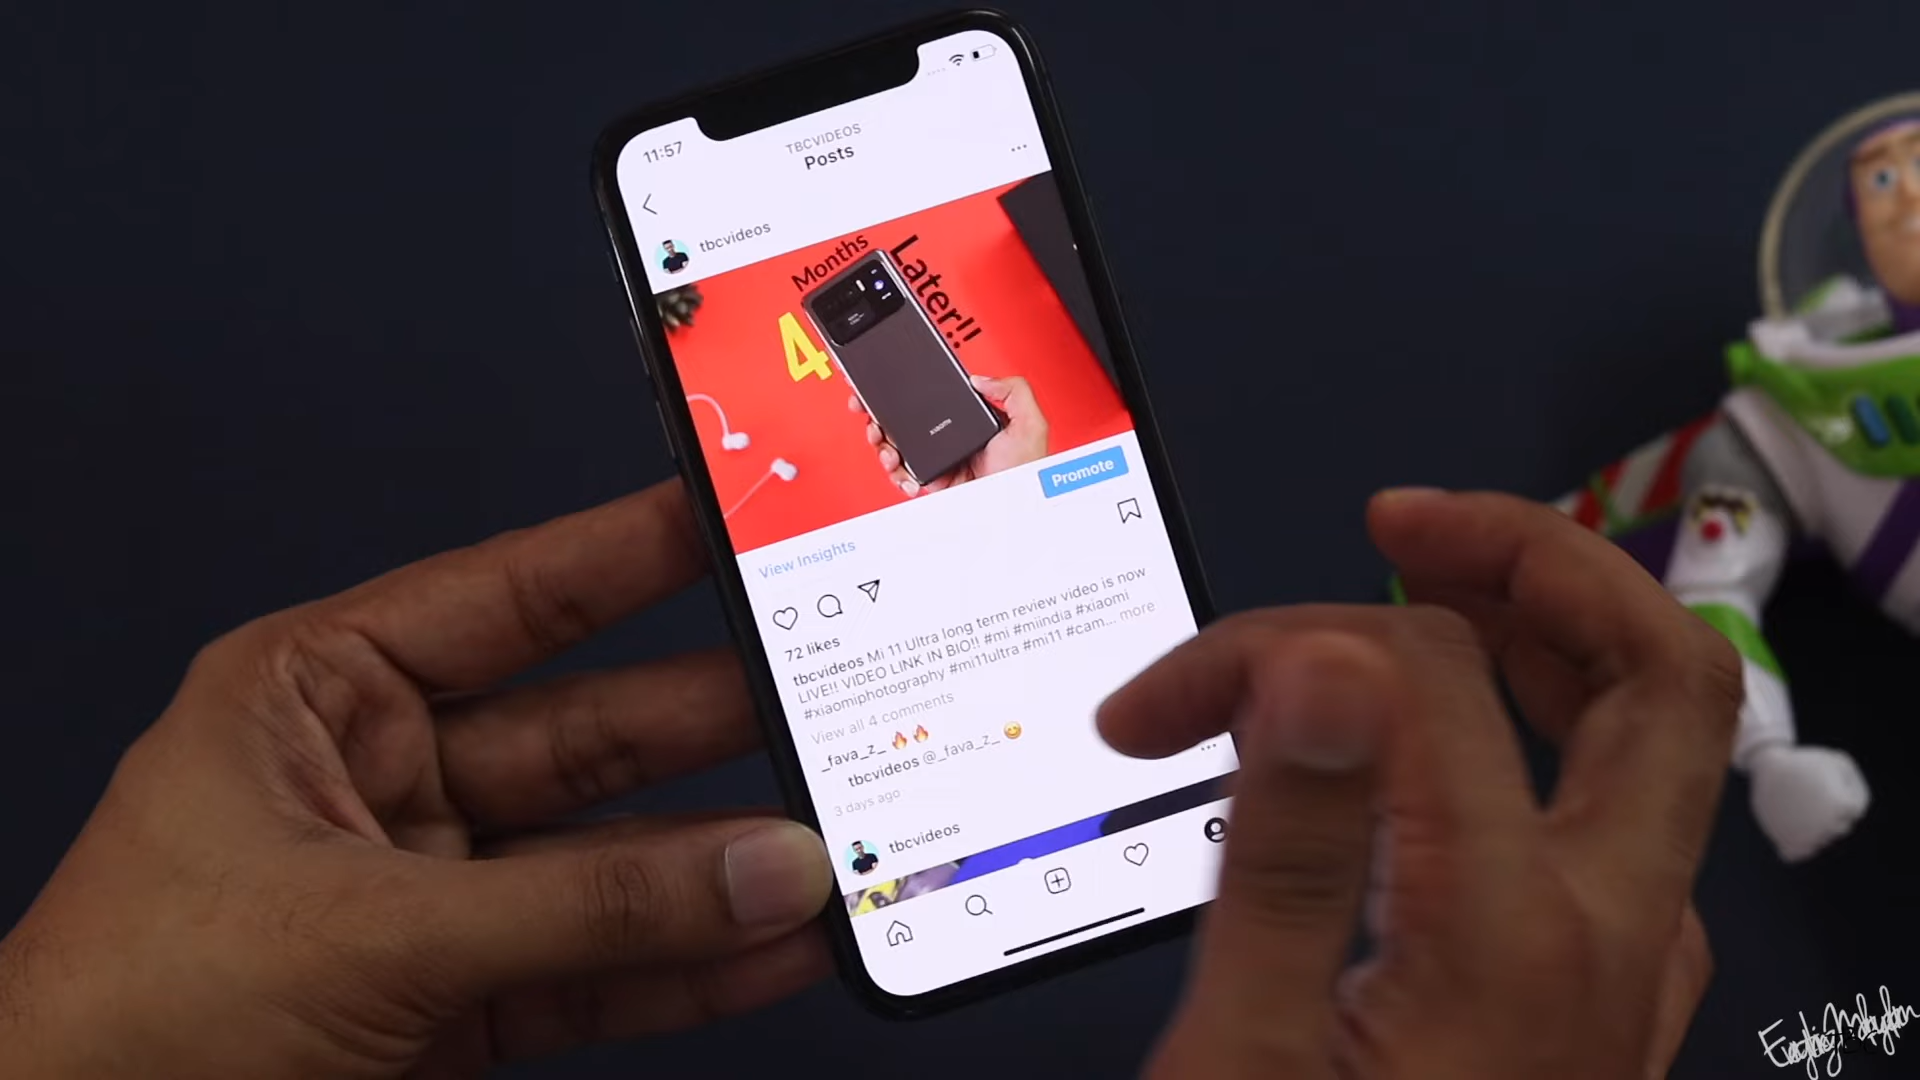 11:57
TBCVIDEOS
Posts
tbcvideos
Months
Later!!
4
xiaomi
Promote
View Insights
72 likes
tbcvideos Mi 11 Ultra long term review video is now
LIVE!! VIDEO LINK IN BIO!! #mi #miindia #xiaomi
#xiaomiphotography #mi11ultra #mi11 #cam... more
View all 4 comments
_fava_z_ 🔥🔥
tbcvideos @_fava_z_ 😊
3 days ago
tbcvideos